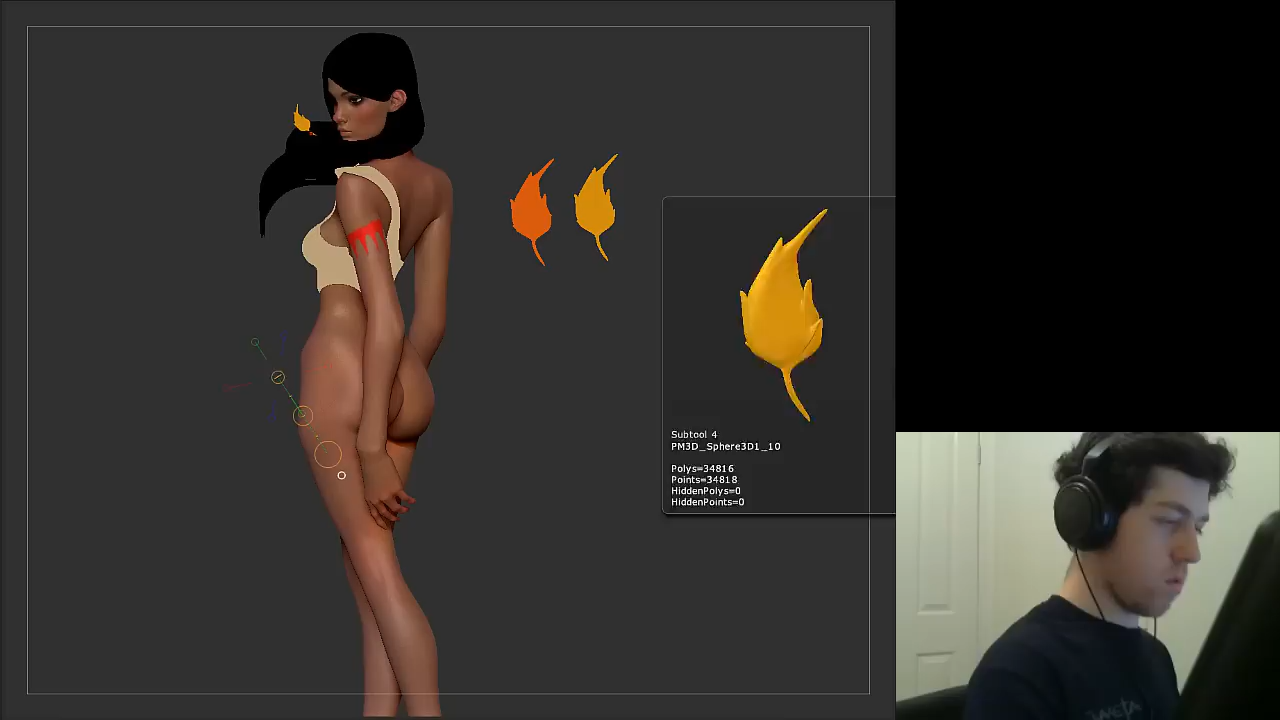 Subtool 4
PM3D_Sphere3D1_10
Polys=34816
Points=34818
HiddenPolys=0
HiddenPoints=0